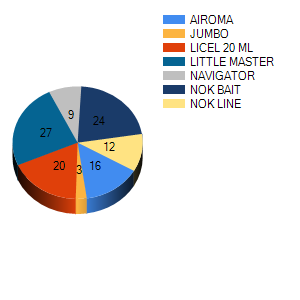 AIROMA
JUMBO
LICEL 20 ML
LITTLE MASTER
NAVIGATOR
NOK BAIT
NOK LINE
9
24
27
12
20
3
16